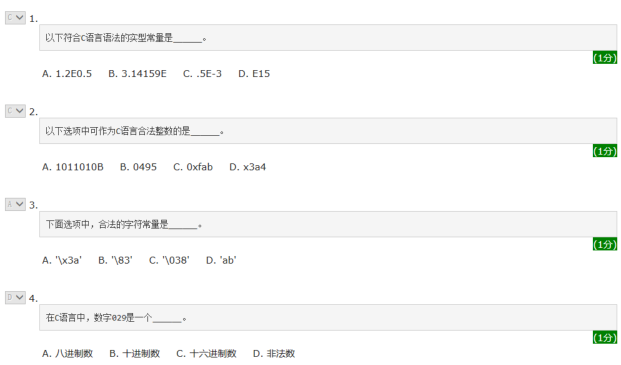 C 1.
以下符合C语言语法的实型常量是______。
(1分)
A. 1.2E0.5 B. 3.14159E C. .5E-3 D. E15
C 2.
以下选项中可作为C语言合法整数的是______。
(1分)
A. 1011010B B. 0495 C. 0xfab D. x3a4
A 3.
下面选项中，合法的字符常量是______。
(1分)
A. '\x3a' B. '\83' C. '\038' D. 'ab'
D 4.
在C语言中，数字029是一个______。
(1分)
A. 八进制数 B. 十进制数 C. 十六进制数 D. 非法数